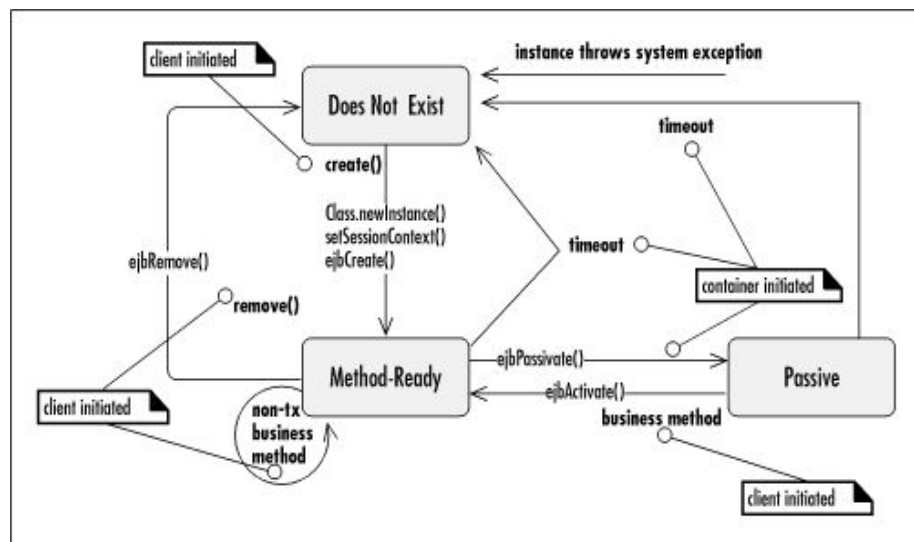 client initiated
instance throws system exception
Does Not Exist
timeout
create()
Class.newInstance()
setSessionContext()
ejbCreate()
timeout
ejbRemove()
container initiated
remove()
ejbPassivate()
Method-Ready
Passive
ejbActivate()
client initiated
non-tx
business
method
business method
client initiated